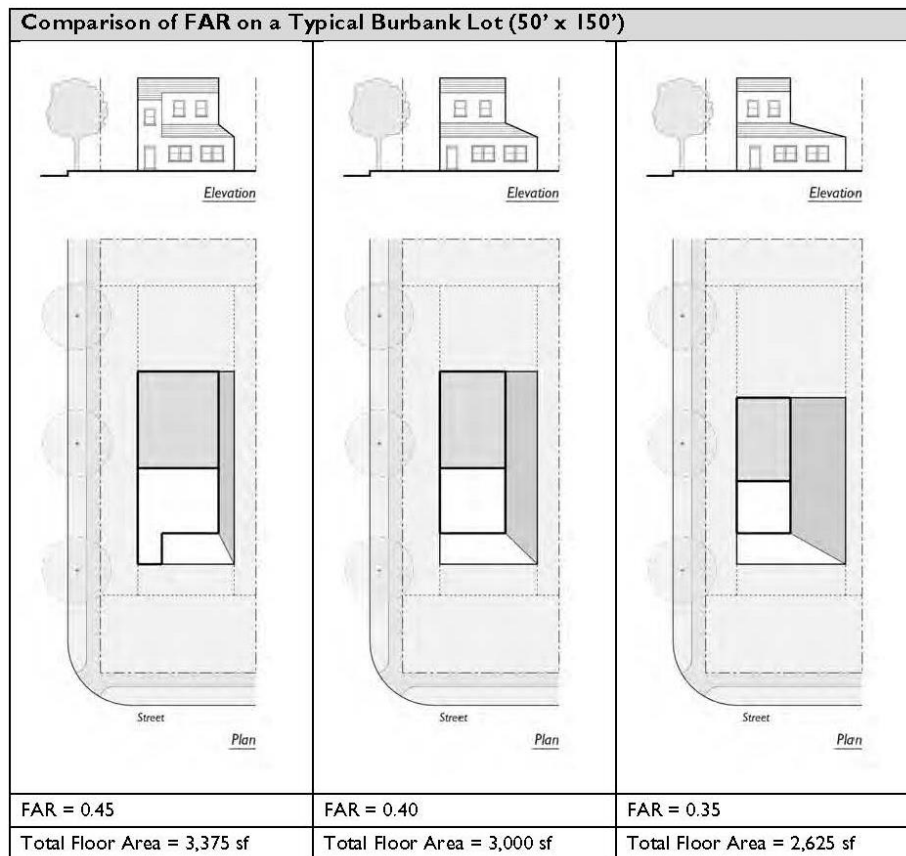 Comparison of FAR on a Typical Burbank Lot (50' x 150')
Elevation
Elevation
Elevation
Street
Street
Street
Plan
Plan
Plan
FAR = 0.45
FAR = 0.40
FAR = 0.35
Total Floor Area = 3,375 sf
Total Floor Area = 3,000 sf
Total Floor Area = 2,625 sf